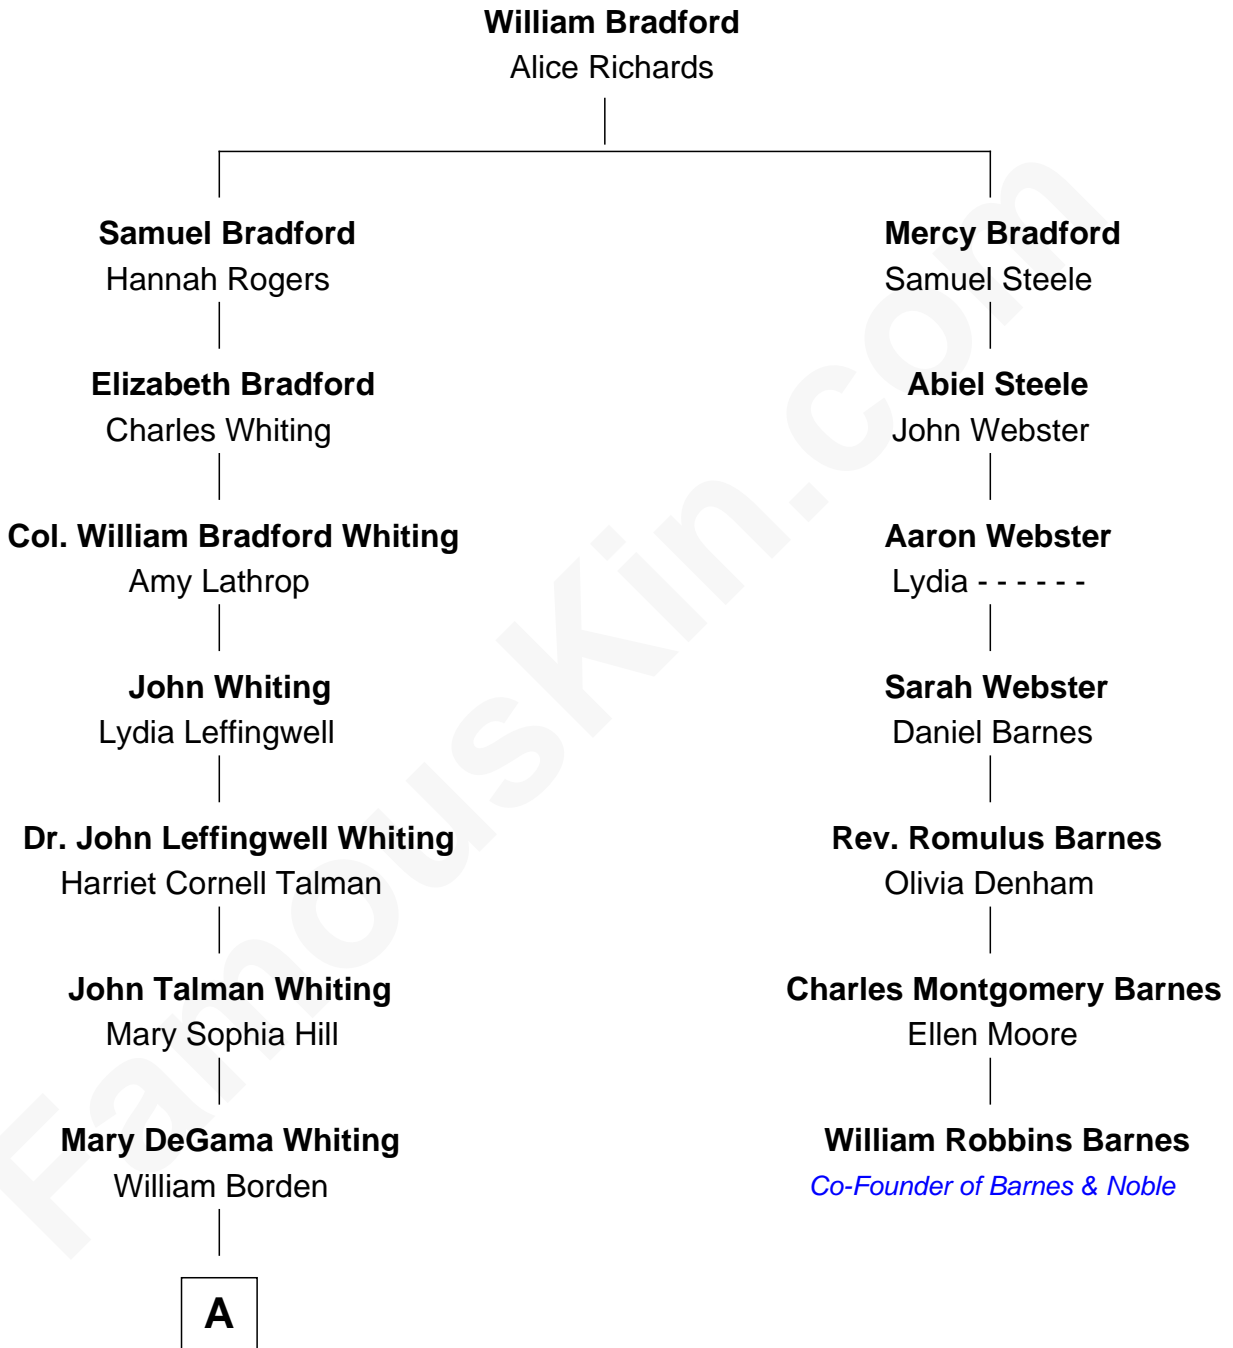 William Bradford
Alice Richards
Samuel Bradford
Hannah Rogers
Mercy Bradford
Samuel Steele
Elizabeth Bradford
Charles Whiting
Abiel Steele
John Webster
Col. William Bradford Whiting
Amy Lathrop
Aaron Webster
Lydia - - - - - -
John Whiting
Lydia Leffingwell
Sarah Webster
Daniel Barnes
Dr. John Leffingwell Whiting
Harriet Cornell Talman
Rev. Romulus Barnes
Olivia Denham
John Talman Whiting
Mary Sophia Hill
Charles Montgomery Barnes
Ellen Moore
Mary DeGama Whiting
William Borden
William Robbins Barnes
Co-Founder of Barnes & Noble
A
FamousKin.com